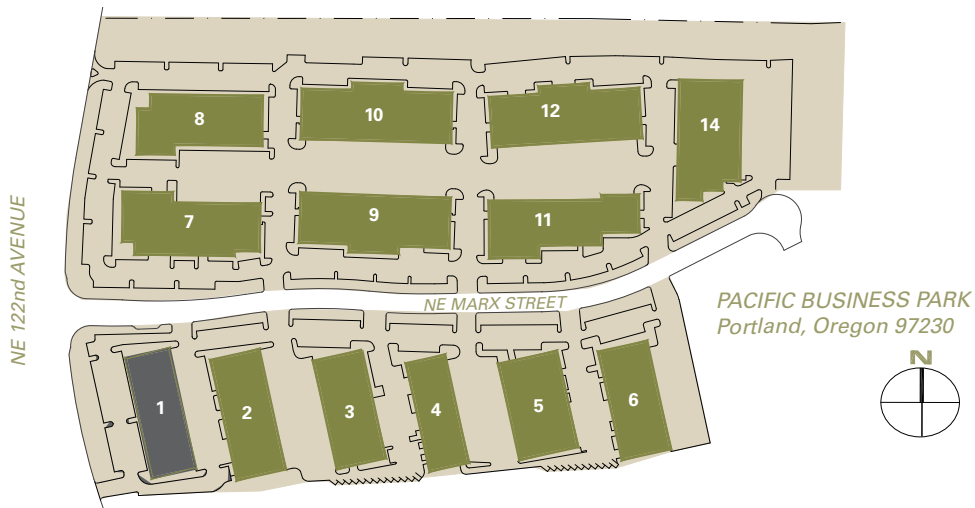 8
10
12
14
7
9
11
NE 122nd AVENUE
NE MARX STREET
PACIFIC BUSINESS PARK
Portland, Oregon 97230
N
1
2
3
4
5
6